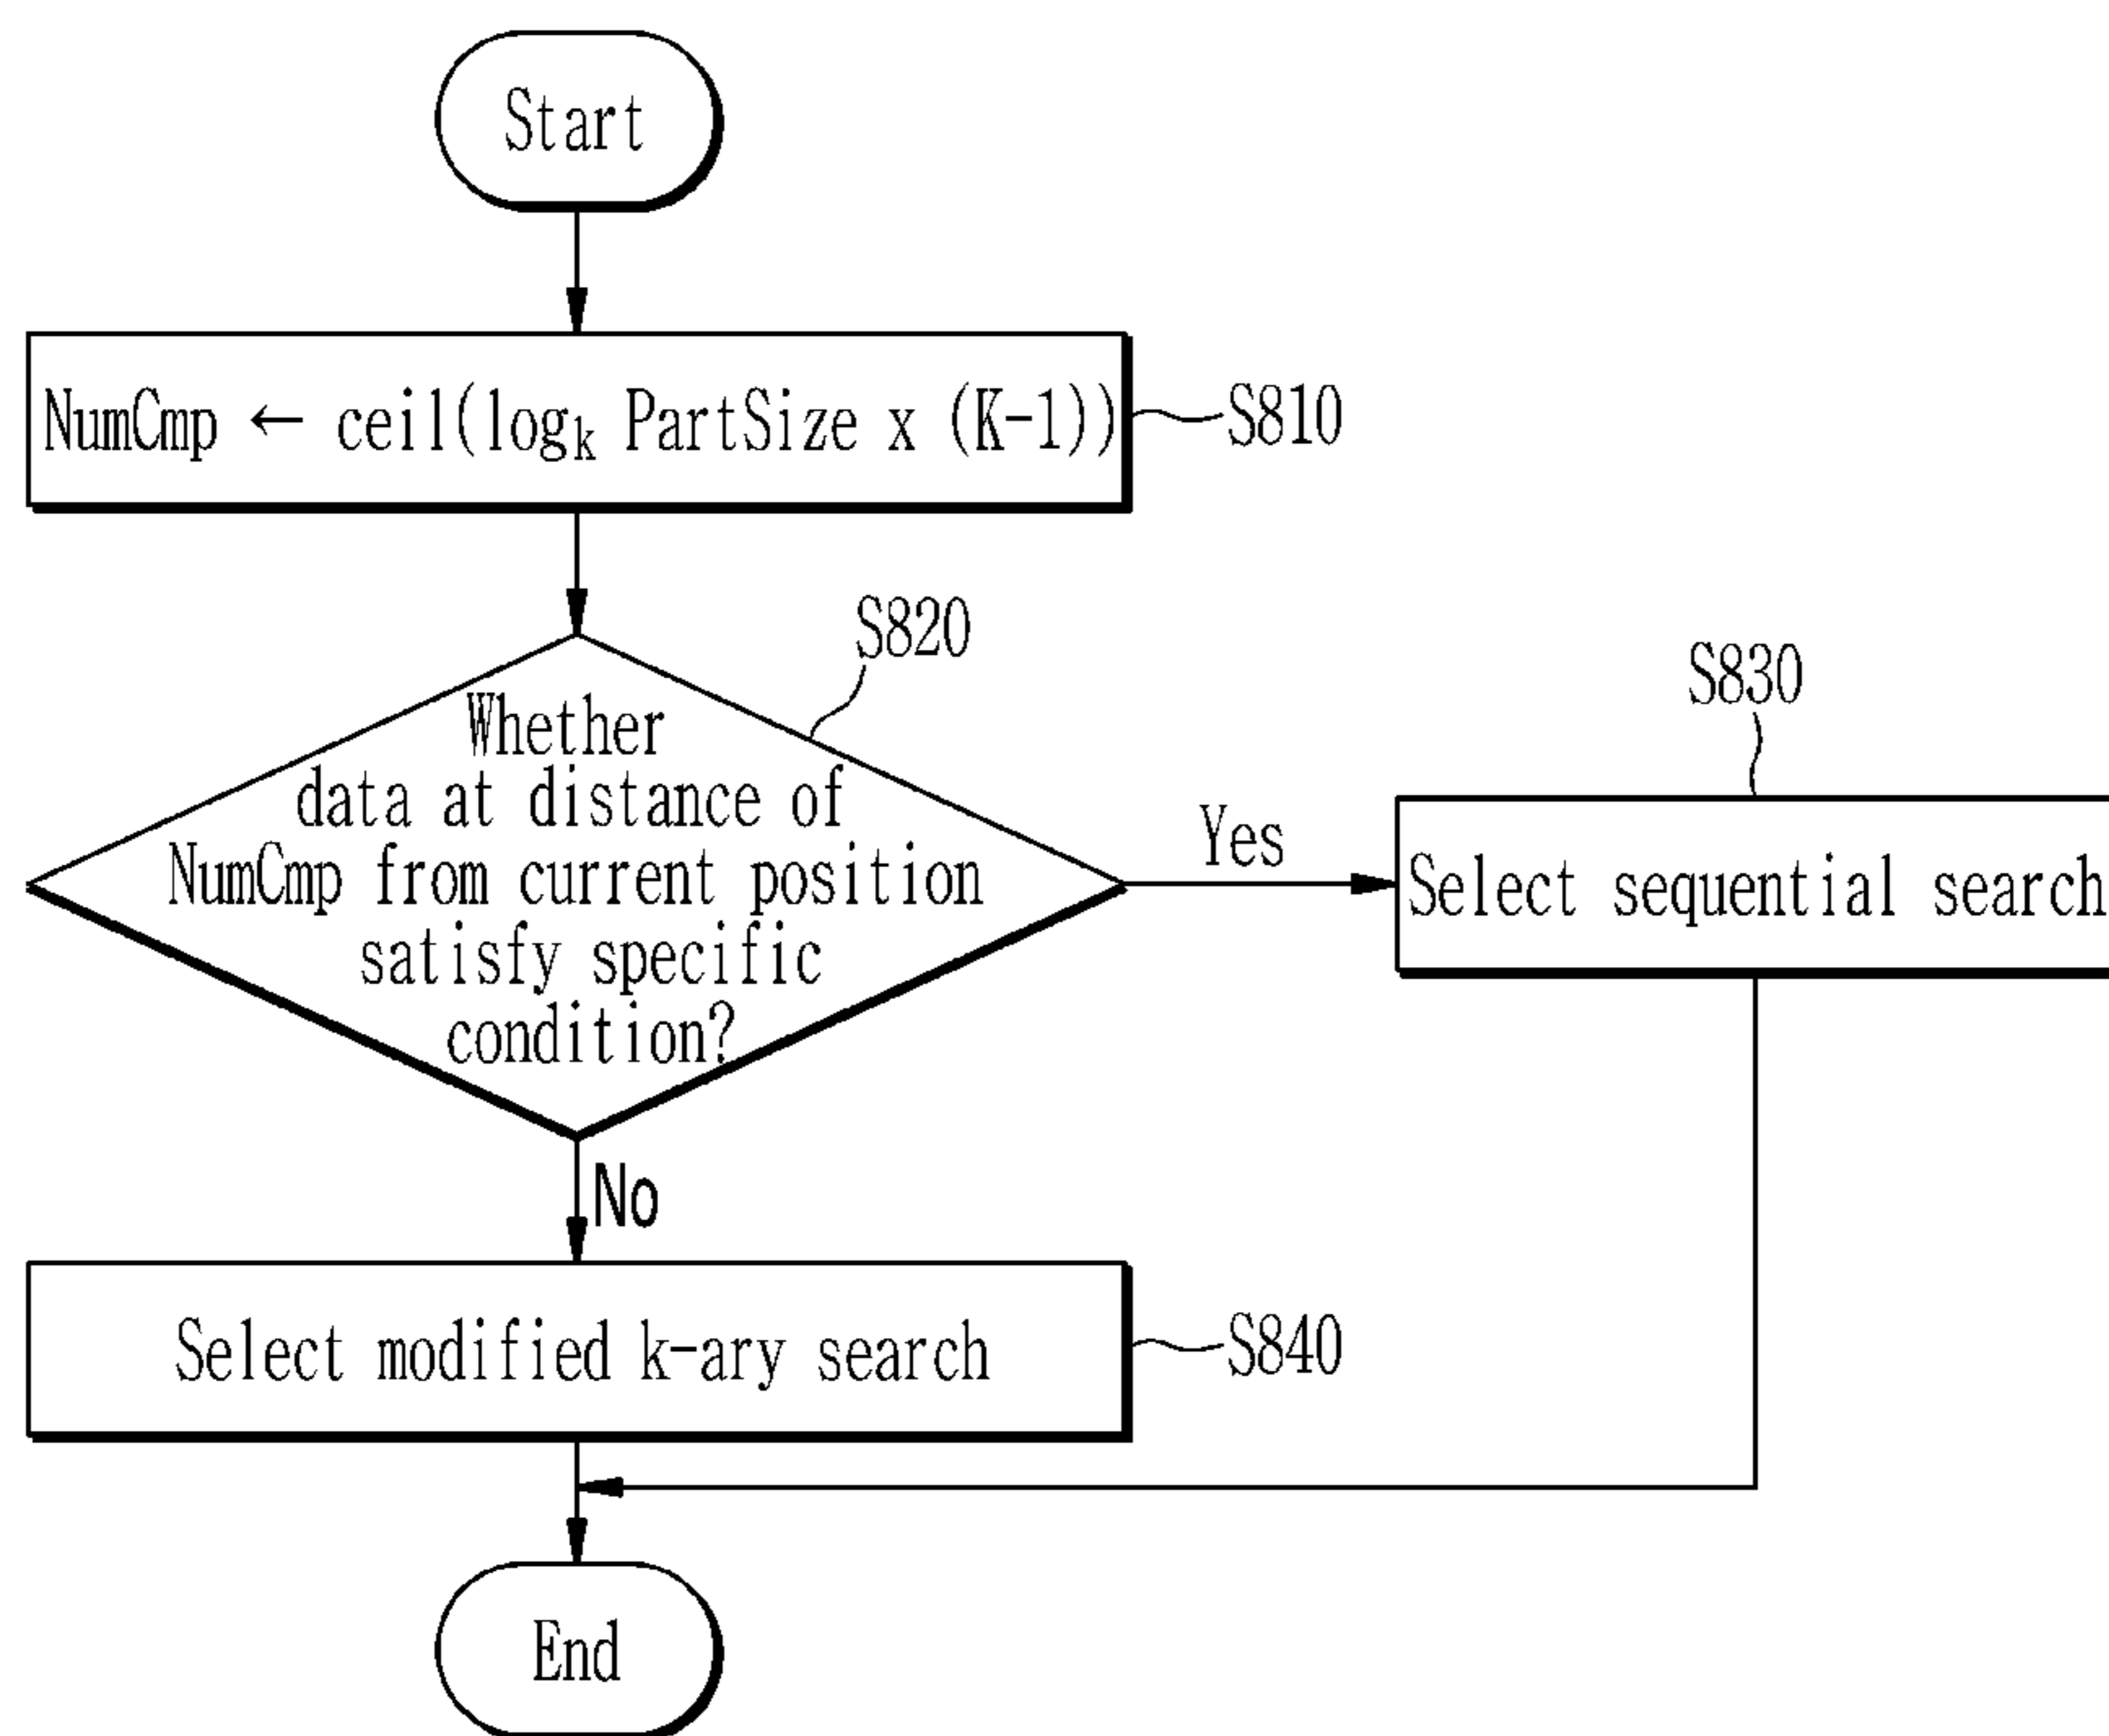 Start
NumCmp ← ceil(logₖ PartSize x (K-1))
S810
S820
Whether
data at distance of
NumCmp from current position
satisfy specific
condition?
Yes
S830
Select sequential search
No
Select modified k-ary search
S840
End